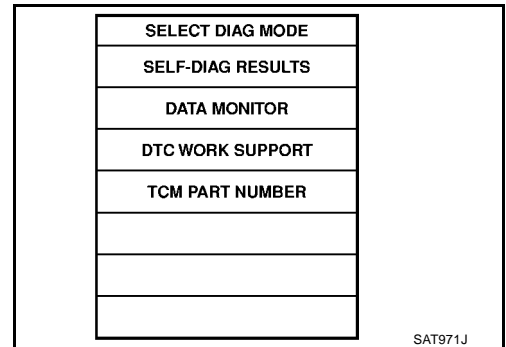 SELECT DIAG MODE
SELF-DIAG RESULTS
DATA MONITOR
DTC WORK SUPPORT
TCM PART NUMBER
SAT971J